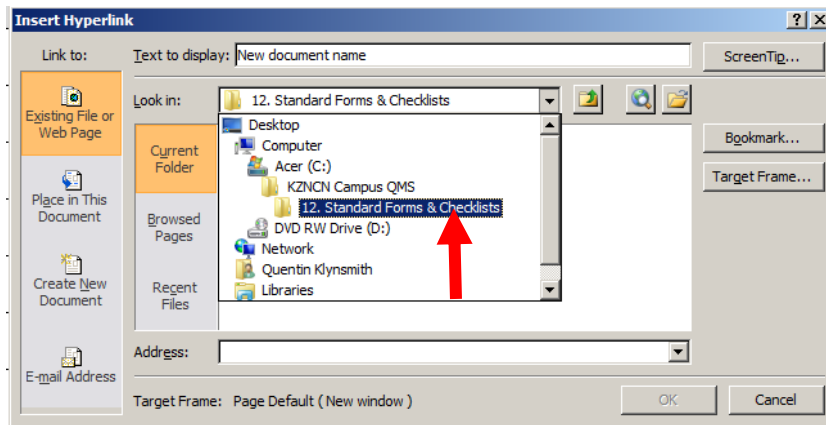 Insert Hyperlink
Link to:
Text to display: New document name
ScreenTip...
Existing File or
Web Page
Place in This
Document
Create New
Document
E-mail Address
Look in: 12. Standard Forms & Checklists
Current
Folder
Browsed
Pages
Recent
Files
Desktop
Computer
Acer (C:)
KZNCN Campus QMS
12. Standard Forms & Checklists
DVD RW Drive (D:)
Network
Quentin Klynsmith
Libraries
Bookmark...
Target Frame...
Address:
Target Frame: Page Default ( New window )
OK
Cancel